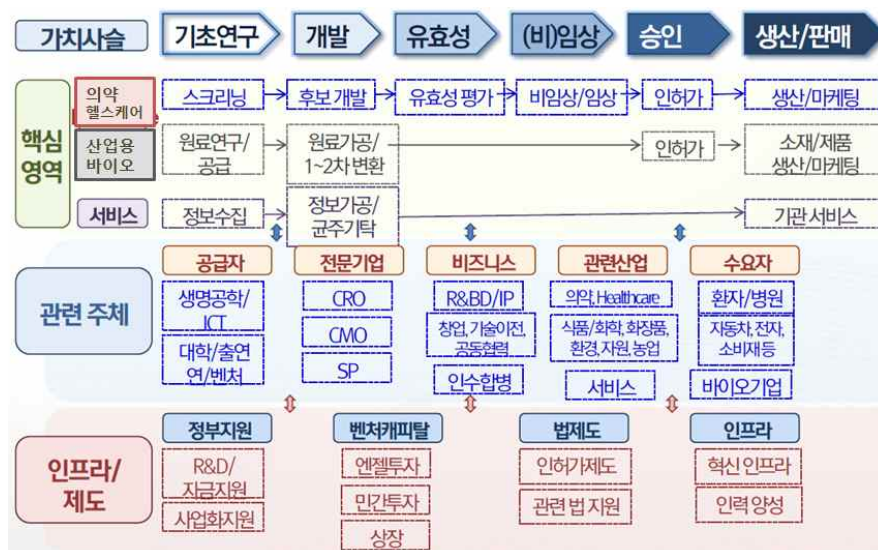 가치사슬
기초연구
개발
유효성
(비)임상
승인
생산/판매
핵심
영역
의약
헬스케어
스크리닝
후보 개발
유효성 평가
비임상/임상
인허가
생산/마케팅
산업용
바이오
원료연구/
공급
원료가공/
1~2차 변환
인허가
소재/제품
생산/마케팅
서비스
정보수집
정보가공/
균주기탁
기관 서비스
관련 주체
공급자
전문기업
비즈니스
관련산업
수요자
생명공학/
ICT
대학/출연
연/벤처
CRO
CMO
SP
R&BD/IP
창업, 기술이전,
공동협력
인수합병
의약, Healthcare
식품/화학, 화장품,
환경, 자원, 농업
서비스
환자/병원
자동차, 전자,
소비재 등
바이오기업
인프라/
제도
정부지원
벤처캐피탈
법제도
인프라
R&D/
자금지원
사업화지원
엔젤투자
민간투자
상장
인허가제도
관련 법 지원
혁신 인프라
인력 양성